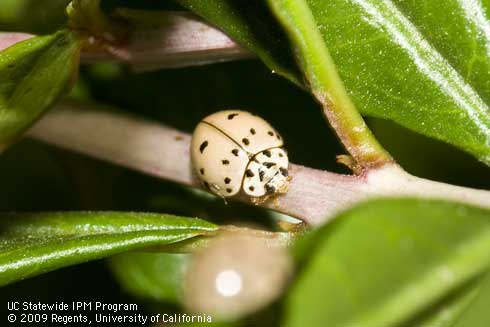 UC Statewide IPM Program
© 2009 Regents, University of California